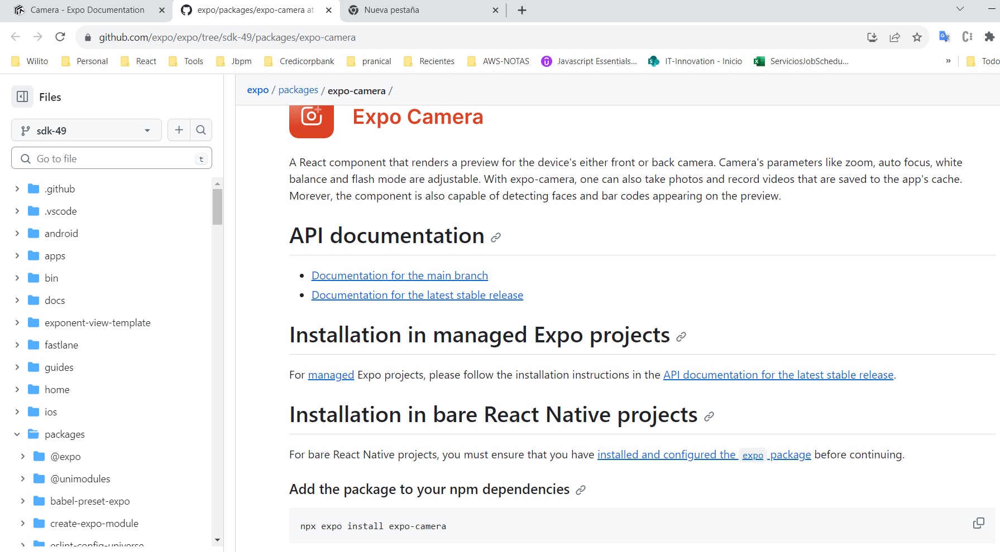 Camera - Expo Documentation
expo/packages/expo-camera at
Nueva pestaña
github.com/expo/expo/tree/sdk-49/packages/expo-camera
Wilito
Personal
React
Tools
Jbpm
Credicorpbank
pranical
Recientes
AWS-NOTAS
Javascript Essentials...
IT-Innovation - Inicio
ServiciosJobSchedu...
»
Todo
Files
expo / packages / expo-camera /
sdk-49
Go to file
t
.github
.vscode
android
apps
bin
docs
exponent-view-template
fastlane
guides
home
ios
packages
@expo
@unimodules
babel-preset-expo
create-expo-module
eslint-config-universe
Expo Camera
A React component that renders a preview for the device's either front or back camera. Camera's parameters like zoom, auto focus, white
balance and flash mode are adjustable. With expo-camera, one can also take photos and record videos that are saved to the app's cache.
Morever, the component is also capable of detecting faces and bar codes appearing on the preview.
API documentation
• Documentation for the main branch
• Documentation for the latest stable release
Installation in managed Expo projects
For managed Expo projects, please follow the installation instructions in the API documentation for the latest stable release.
Installation in bare React Native projects
For bare React Native projects, you must ensure that you have installed and configured the expo package before continuing.
Add the package to your npm dependencies
npx expo install expo-camera